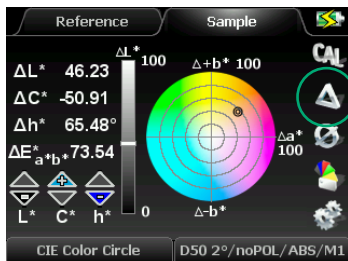 Reference Sample
ΔL* 100 Δ+b* 100 CAL
ΔL* 46.23
ΔC* -50.91
Δh* 65.48°
ΔE*a*b* 73.54
Δa* 100
L* C* h* 0 Δ-b*
CIE Color Circle D50 2°/noPOL/ABS/M1